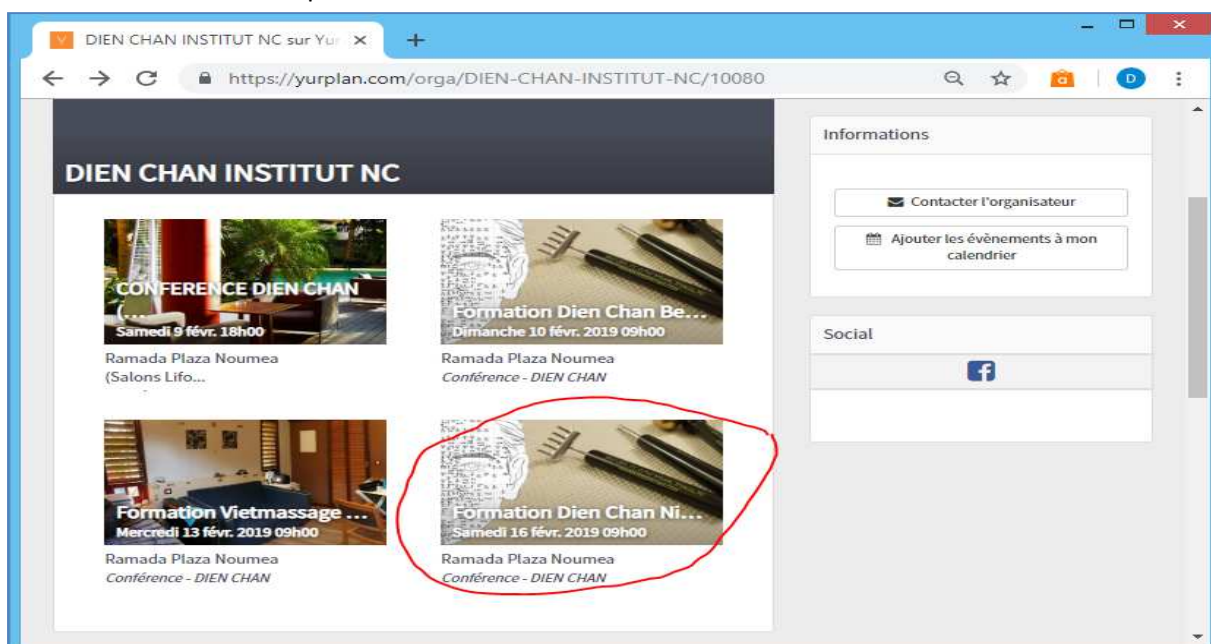 DIEN CHAN INSTITUT NC sur Yur
https://yurplan.com/orga/DIEN-CHAN-INSTITUT-NC/10080
D
DIEN CHAN INSTITUT NC
CONFERENCE DIEN CHAN
(...
Samedi 9 févr. 18h00
Ramada Plaza Noumea
(Salons Lifo...
Formation Dien Chan Be...
Dimanche 10 févr. 2019 09h00
Ramada Plaza Noumea
Conférence - DIEN CHAN
Formation Vietmassage ...
Mercredi 13 févr. 2019 09h00
Ramada Plaza Noumea
Conférence - DIEN CHAN
Formation Dien Chan Ni...
Samedi 16 févr. 2019 09h00
Ramada Plaza Noumea
Conférence - DIEN CHAN
Informations
Contacter l'organisateur
Ajouter les évènements à mon
calendrier
Social